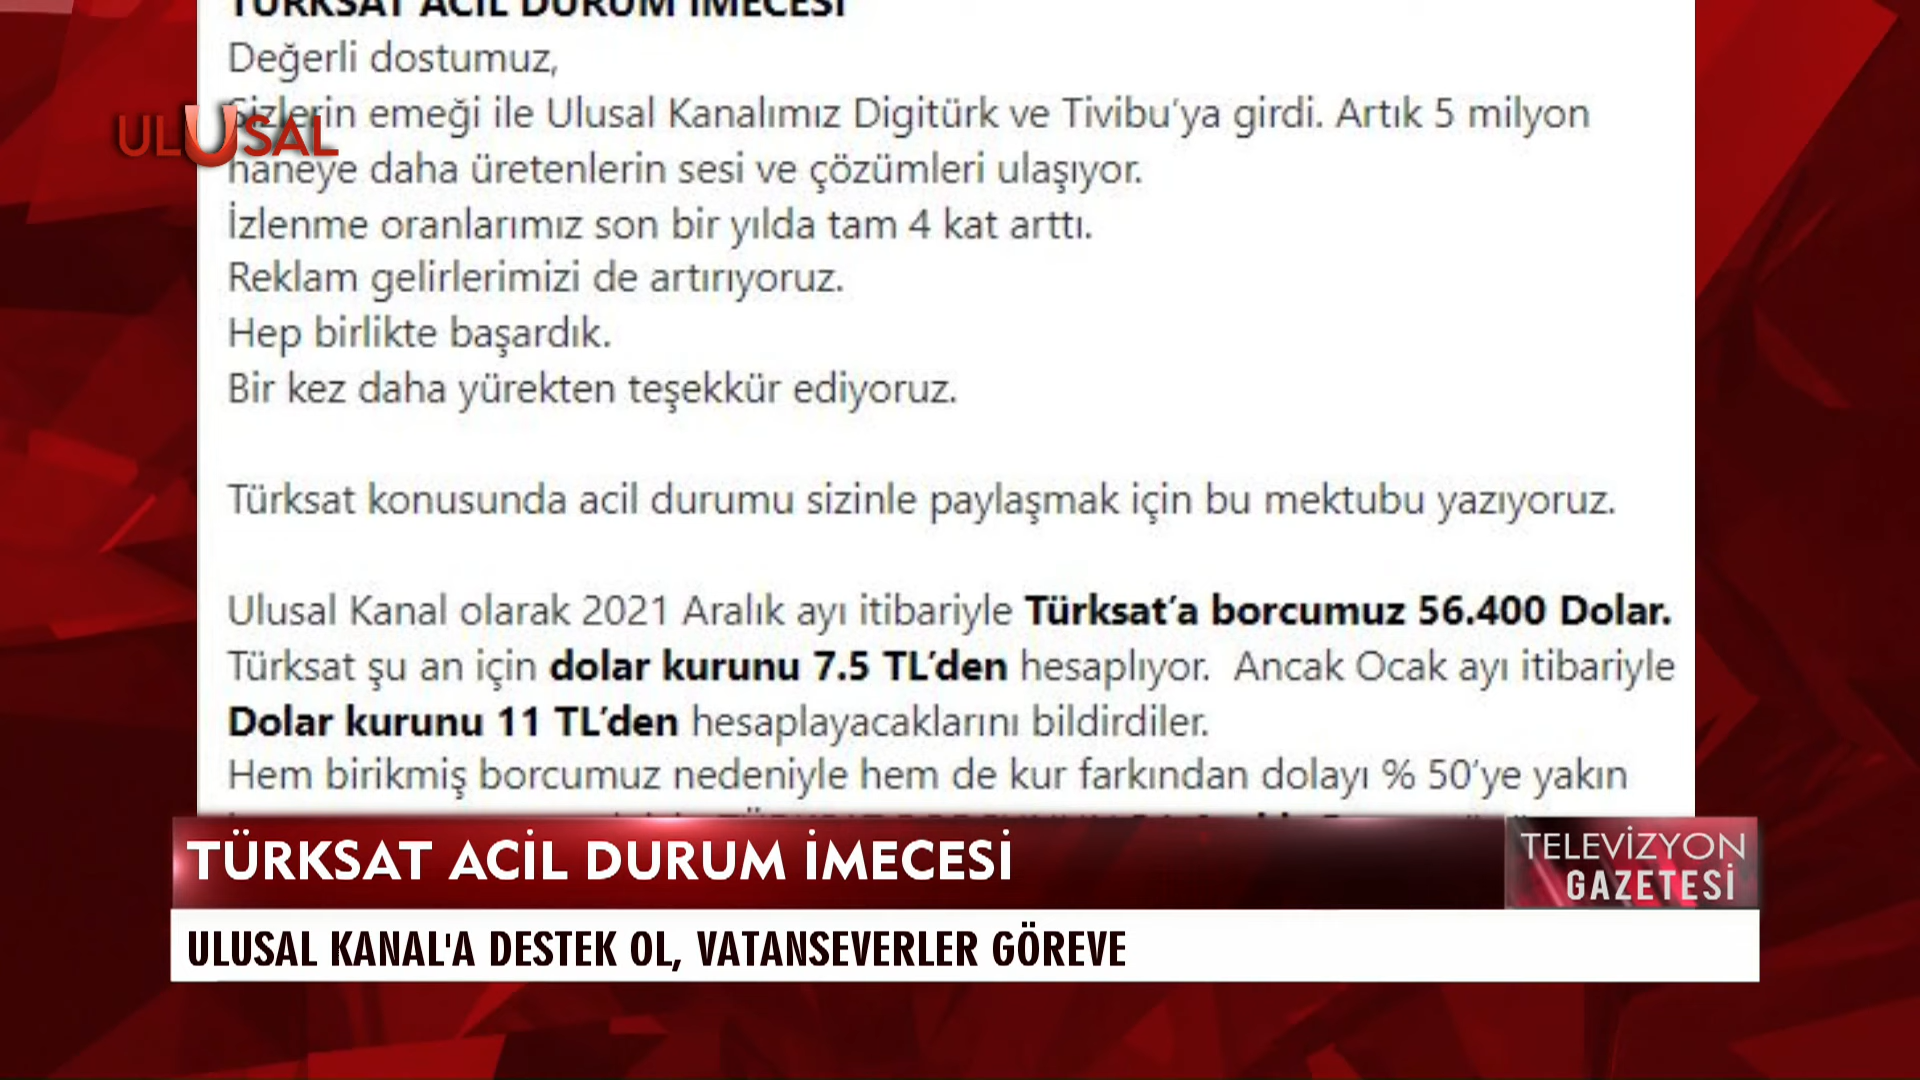 TÜRKSAT ACİL DURUM İMECESİ
Değerli dostumuz,
Sizlerin emeği ile Ulusal Kanalımız Digitürk ve Tivibu’ya girdi. Artık 5 milyon
ULUSAL
haneye daha üretenlerin sesi ve çözümleri ulaşıyor.
İzlenme oranlarımız son bir yılda tam 4 kat arttı.
Reklam gelirlerimizi de artırıyoruz.
Hep birlikte başardık.
Bir kez daha yürekten teşekkür ediyoruz.
Türksat konusunda acil durumu sizinle paylaşmak için bu mektubu yazıyoruz.
Ulusal Kanal olarak 2021 Aralık ayı itibariyle Türksat’a borcumuz 56.400 Dolar.
Türksat şu an için dolar kurunu 7.5 TL’den hesaplıyor. Ancak Ocak ayı itibariyle
Dolar kurunu 11 TL’den hesaplayacaklarını bildirdiler.
Hem birikmiş borcumuz nedeniyle hem de kur farkından dolayı % 50’ye yakın
TÜRKSAT ACİL DURUM İMECESİ
TELEVİZYON
GAZETESİ
ULUSAL KANAL'A DESTEK OL, VATANSEVERLER GÖREVE